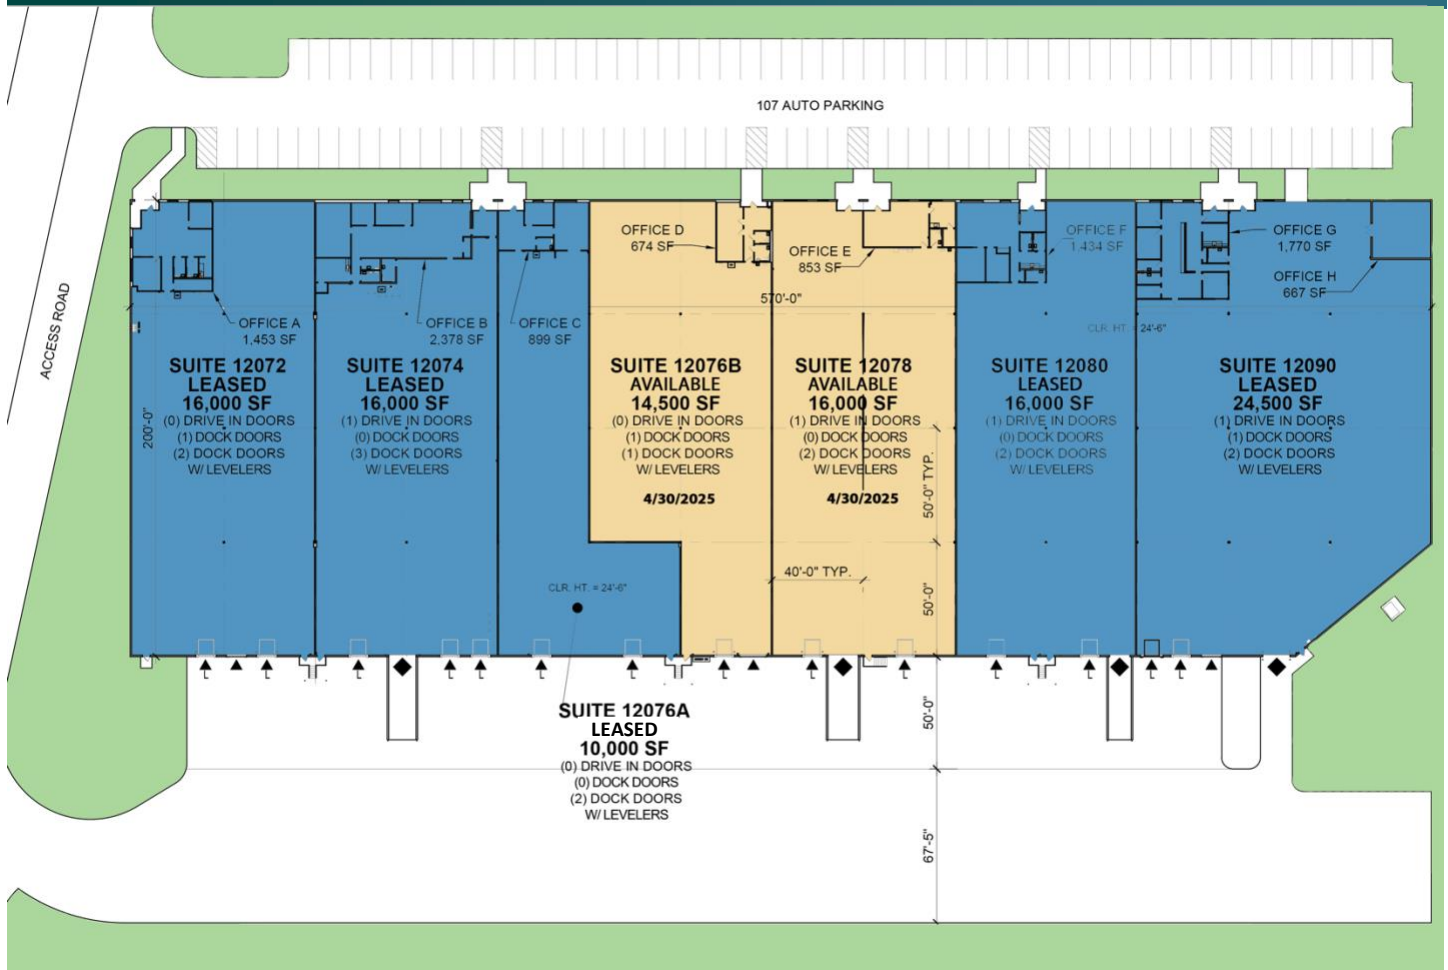 107 AUTO PARKING
ACCESS ROAD
OFFICE A
1,453 SF
OFFICE B
2,378 SF
OFFICE C
899 SF
OFFICE D
674 SF
OFFICE E
853 SF
OFFICE F
1,434 SF
OFFICE G
1,770 SF
OFFICE H
667 SF
570'-0"
CLR. HT. = 24'-6"
200'-0"
SUITE 12072
LEASED
16,000 SF
(0) DRIVE IN DOORS
(1) DOCK DOORS
(2) DOCK DOORS
W/ LEVELERS
SUITE 12074
LEASED
16,000 SF
(1) DRIVE IN DOORS
(0) DOCK DOORS
(3) DOCK DOORS
W/ LEVELERS
SUITE 12076B
AVAILABLE
14,500 SF
(0) DRIVE IN DOORS
(1) DOCK DOORS
(1) DOCK DOORS
W/ LEVELERS
4/30/2025
SUITE 12078
AVAILABLE
16,000 SF
(1) DRIVE IN DOORS
(0) DOCK DOORS
(2) DOCK DOORS
W/ LEVELERS
4/30/2025
SUITE 12080
LEASED
16,000 SF
(1) DRIVE IN DOORS
(0) DOCK DOORS
(2) DOCK DOORS
W/ LEVELERS
SUITE 12090
LEASED
24,500 SF
(1) DRIVE IN DOORS
(1) DOCK DOORS
(2) DOCK DOORS
W/ LEVELERS
50'-0" TYP.
40'-0" TYP.
50'-0"
CLR. HT. = 24'-6"
SUITE 12076A
LEASED
10,000 SF
(0) DRIVE IN DOORS
(0) DOCK DOORS
(2) DOCK DOORS
W/ LEVELERS
50'-0"
67'-5"